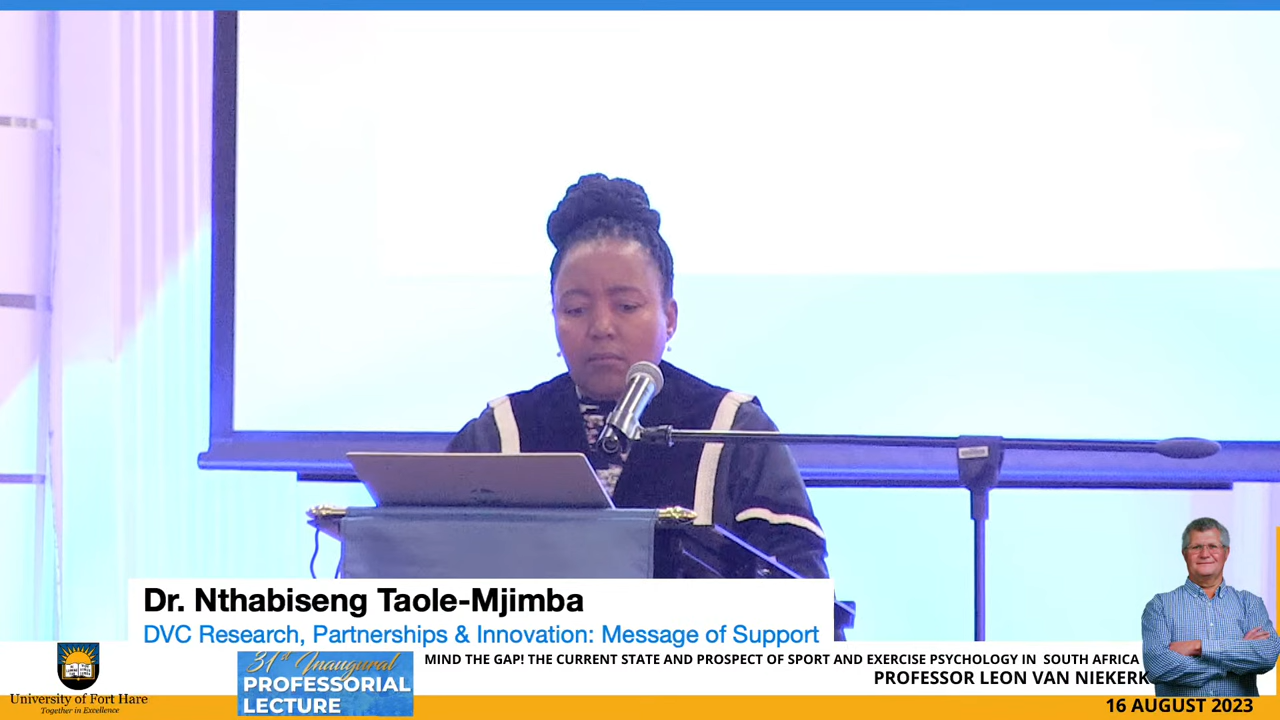 Dr. Nthabiseng Taole-Mjimba
DVC Research, Partnerships & Innovation: Message of Support
University of Fort Hare
Together in Excellence
31st Inaugural
PROFESSORIAL
LECTURE
MIND THE GAP! THE CURRENT STATE AND PROSPECT OF SPORT AND EXERCISE PSYCHOLOGY IN SOUTH AFRICA
PROFESSOR LEON VAN NIEKERK
16 AUGUST 2023